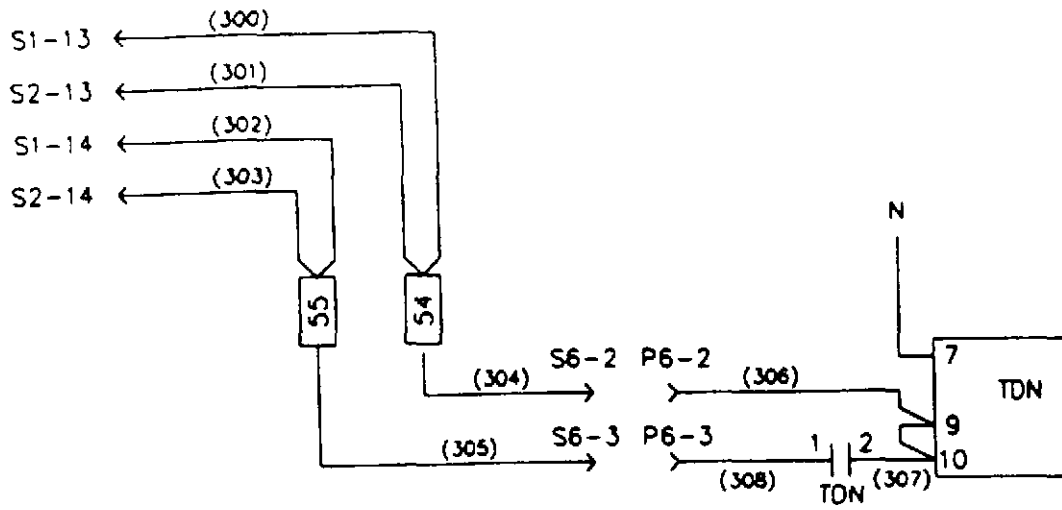 S1-13
(300)
S2-13
(301)
S1-14
(302)
S2-14
(303)
N
55
54
7
TDN
S6-2 P6-2
(304)
(306)
9
S6-3 P6-3
1 2
10
(305)
(308)
TDN
(307)